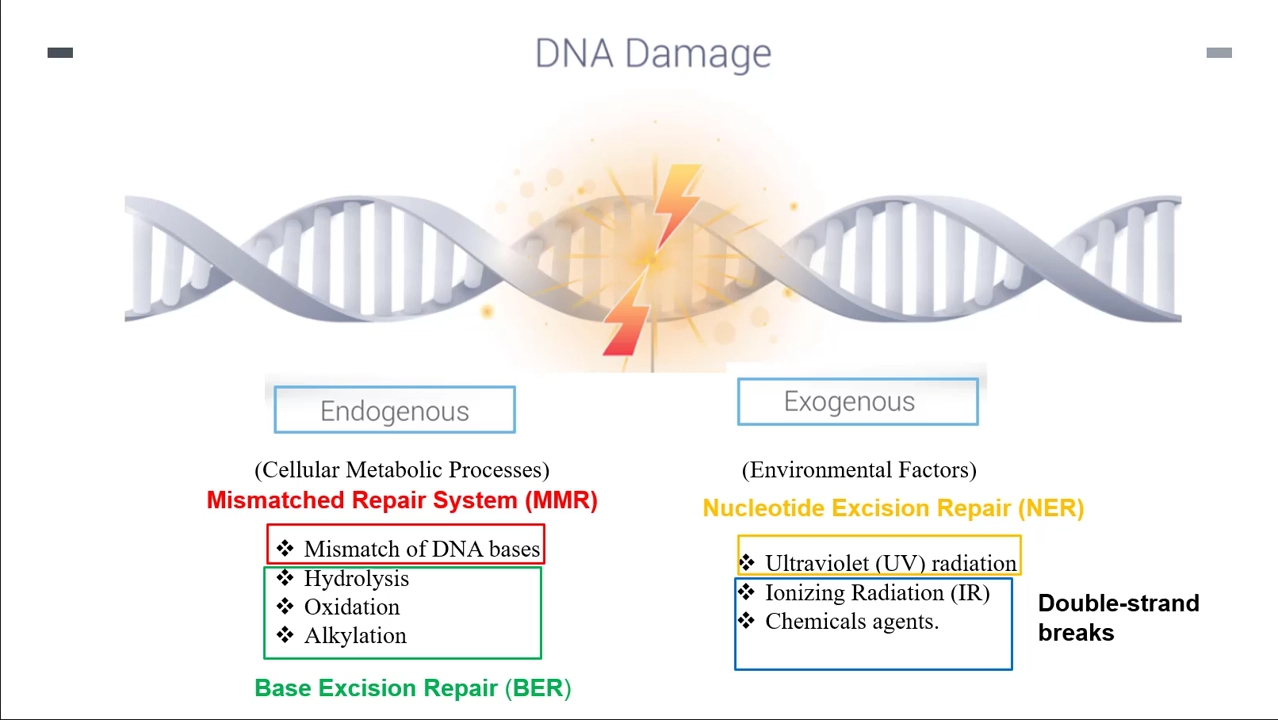 DNA Damage
Endogenous
(Cellular Metabolic Processes)
Mismatched Repair System (MMR)
❖ Mismatch of DNA bases
❖ Hydrolysis
❖ Oxidation
❖ Alkylation
Base Excision Repair (BER)
Exogenous
(Environmental Factors)
Nucleotide Excision Repair (NER)
❖ Ultraviolet (UV) radiation
❖ Ionizing Radiation (IR)
❖ Chemicals agents.
Double-strand
breaks